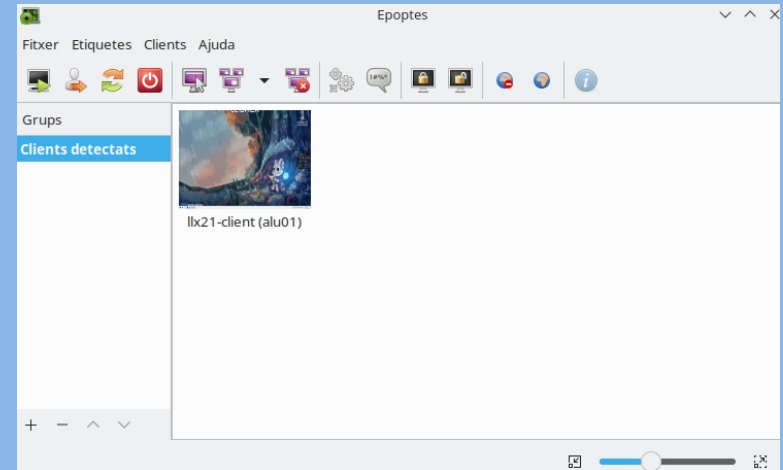 Epoptes
Fitxer Etiquetes Clients Ajuda
Grups
Clients detectats
llx21-client (alu01)